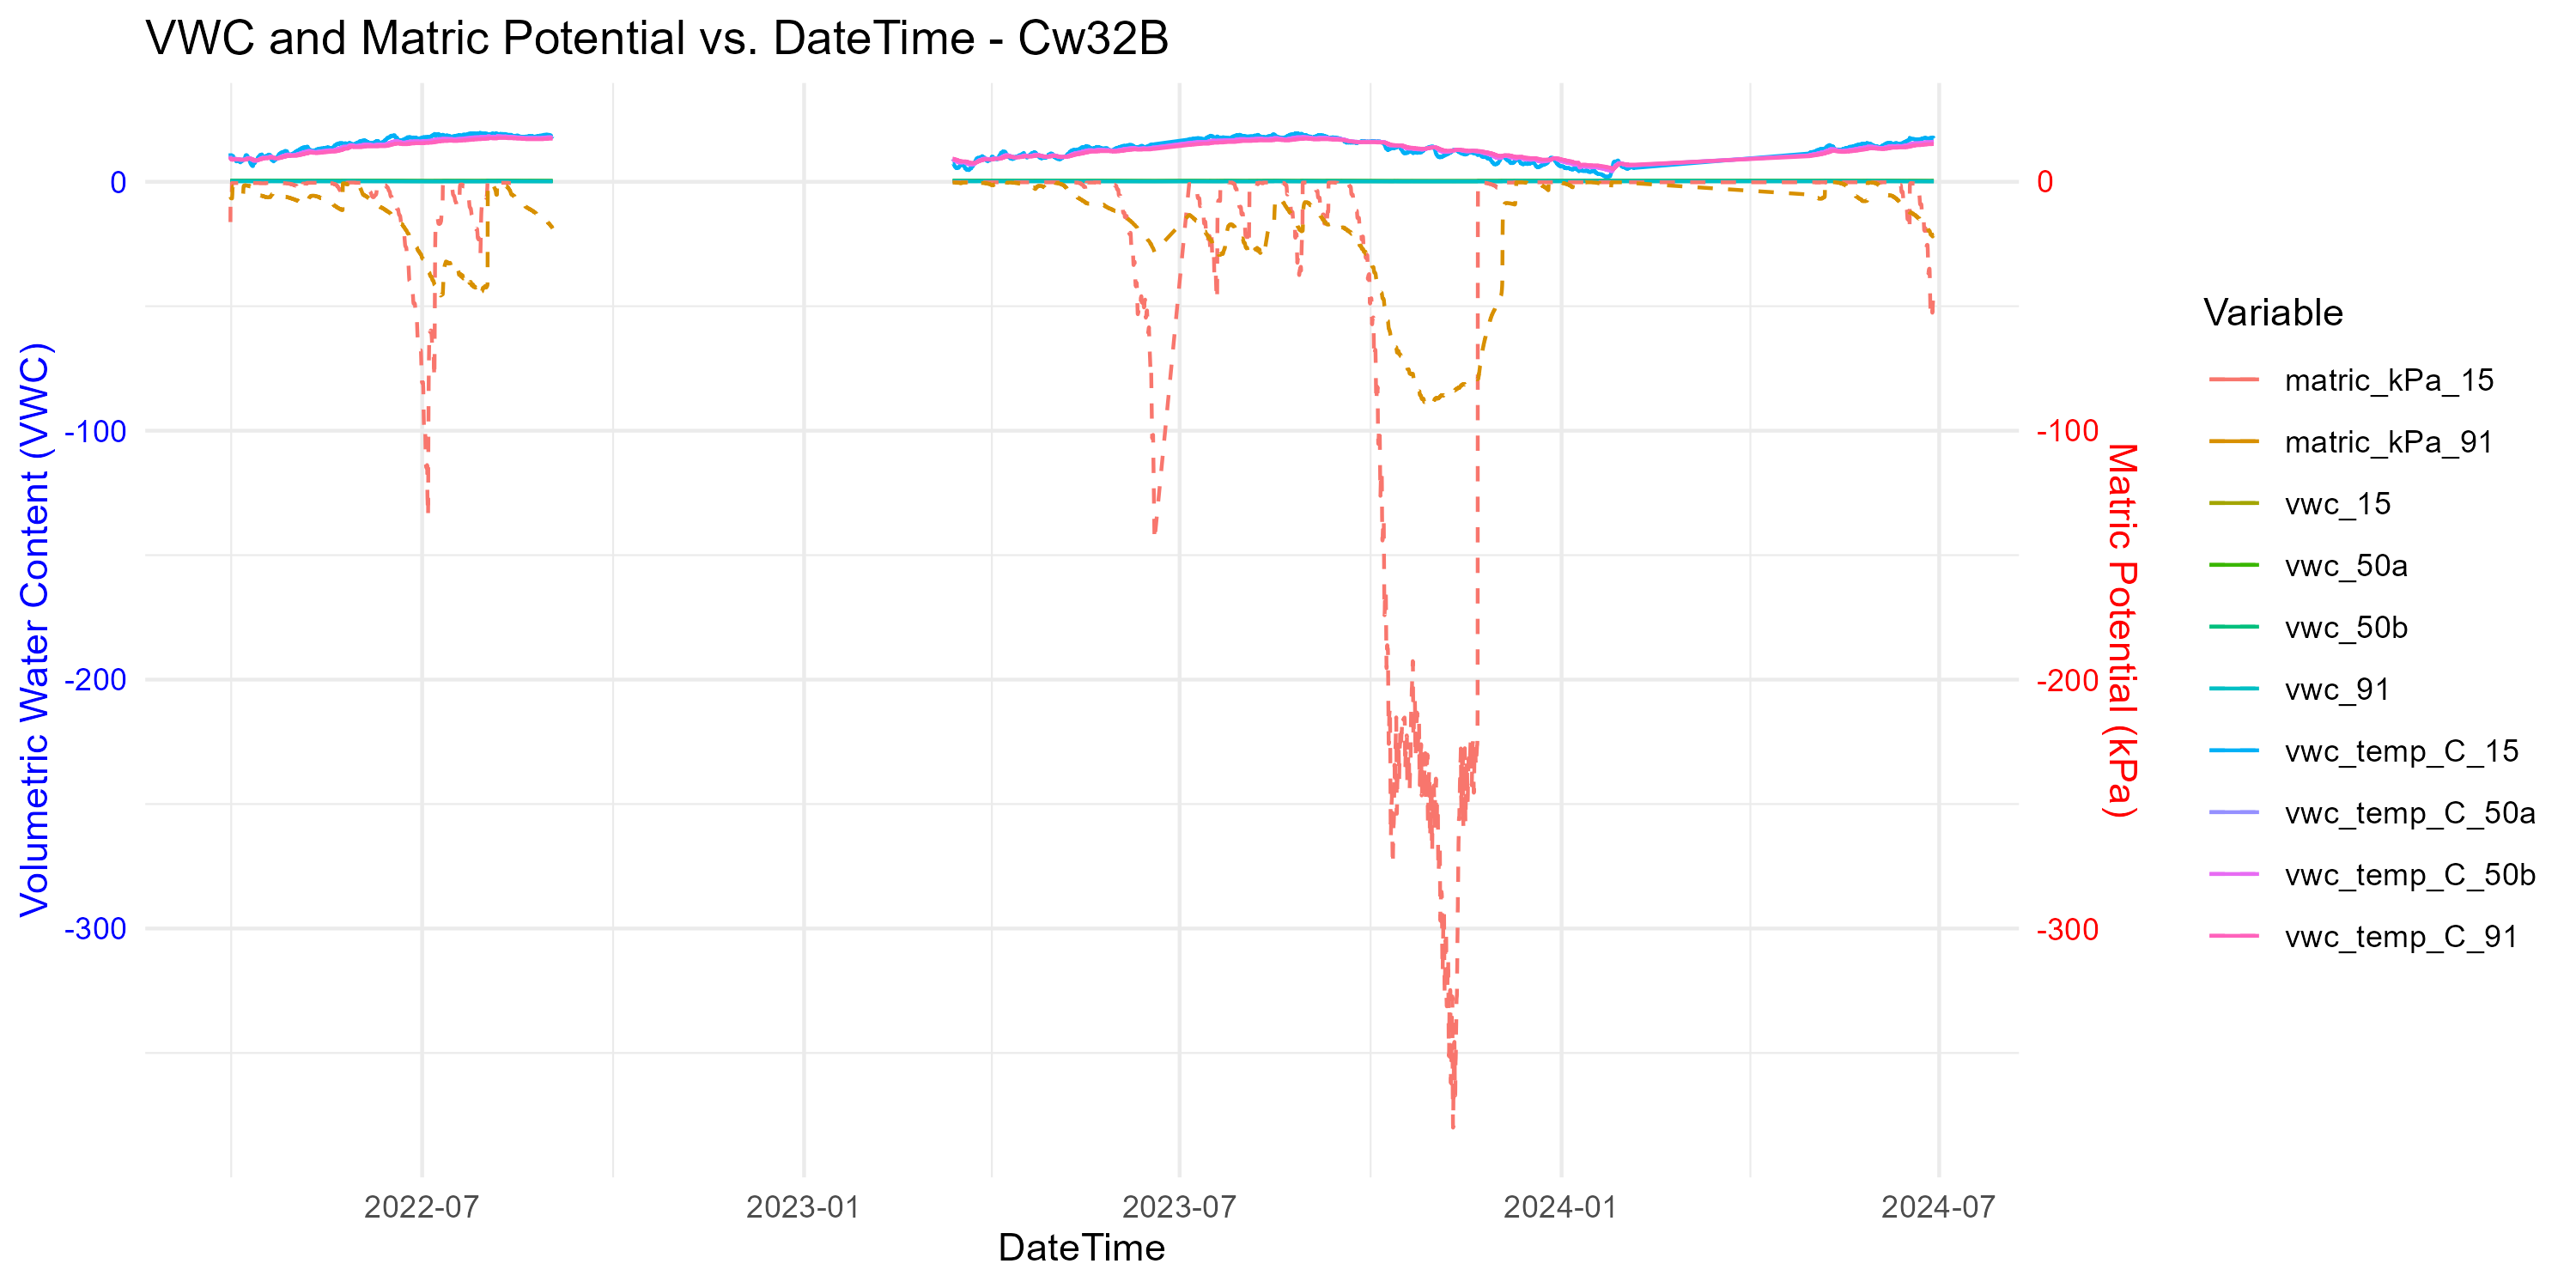 VWC and Matric Potential vs. DateTime - Cw32B
Volumetric Water Content (VWC)
0
-100
-200
-300
0
-100
-200
-300
Matric Potential (kPa)
2022-07
2023-01
2023-07
2024-01
2024-07
DateTime
Variable
matric_kPa_15
matric_kPa_91
vwc_15
vwc_50a
vwc_50b
vwc_91
vwc_temp_C_15
vwc_temp_C_50a
vwc_temp_C_50b
vwc_temp_C_91